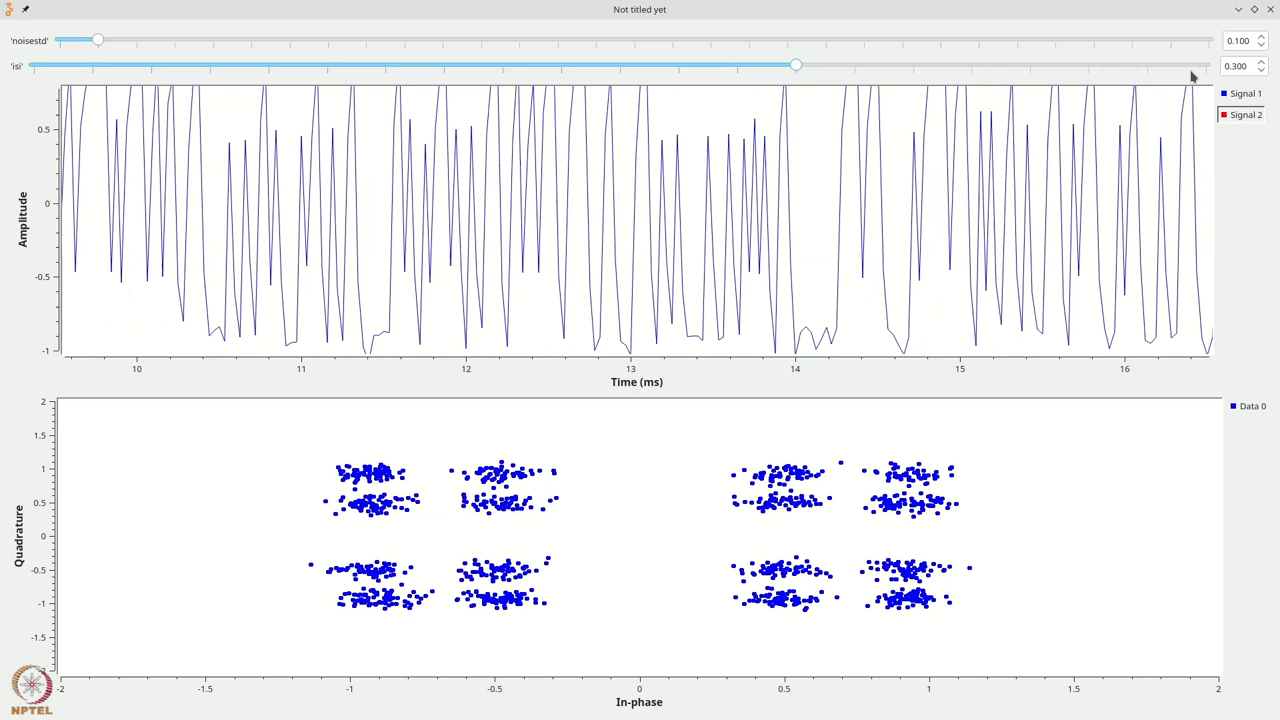 Not titled yet
'noisestd'
0.100
'isi'
0.300
Signal 1
Signal 2
0.5
0
-0.5
-1
Amplitude
10
11
12
13
14
15
16
Time (ms)
Data 0
2
1.5
1
0.5
0
-0.5
-1
-1.5
-2
Quadrature
-2
-1.5
-1
-0.5
0
0.5
1
1.5
2
In-phase
NPTEL